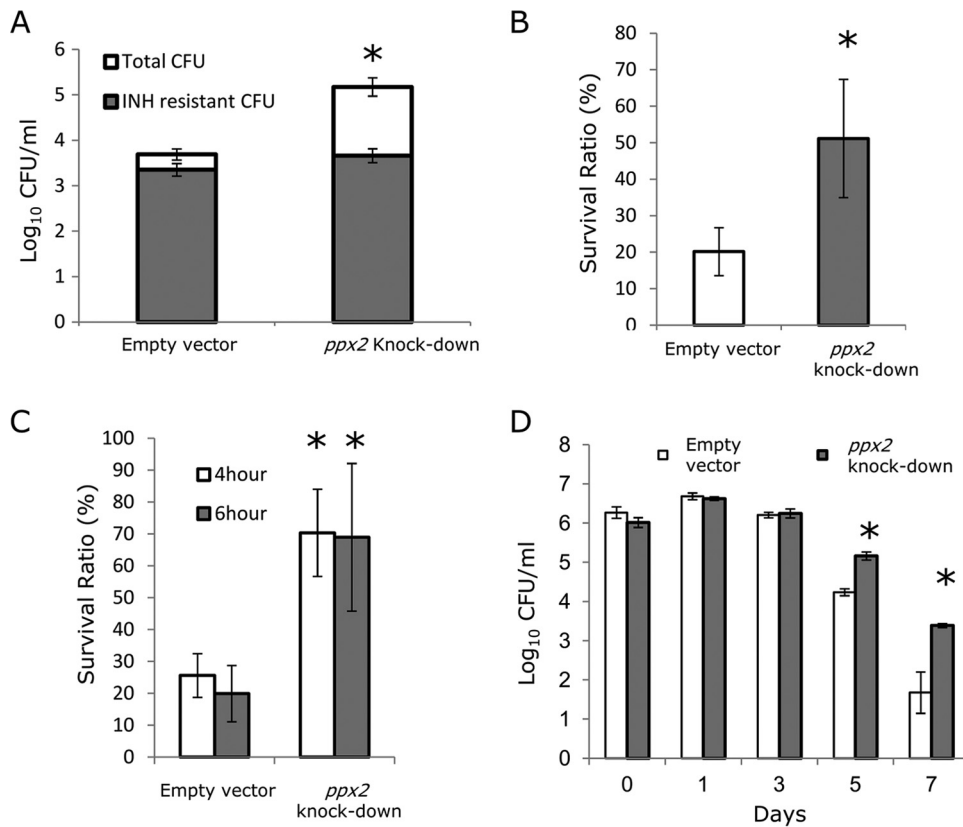 A
Log10 CFU/ml
6
5
4
3
2
1
0
Total CFU
INH resistant CFU
*
Empty vector
ppx2 Knock-down
B
Survival Ratio (%)
80
70
60
50
40
30
20
10
0
*
Empty vector
ppx2
knock-down
C
Survival Ratio (%)
100
90
80
70
60
50
40
30
20
10
0
4hour
6hour
* *
Empty vector
ppx2
knock-down
D
Log10 CFU/ml
8
7
6
5
4
3
2
1
0
Empty
vector
ppx2
knock-down
*
*
0 1 3 5 7
Days